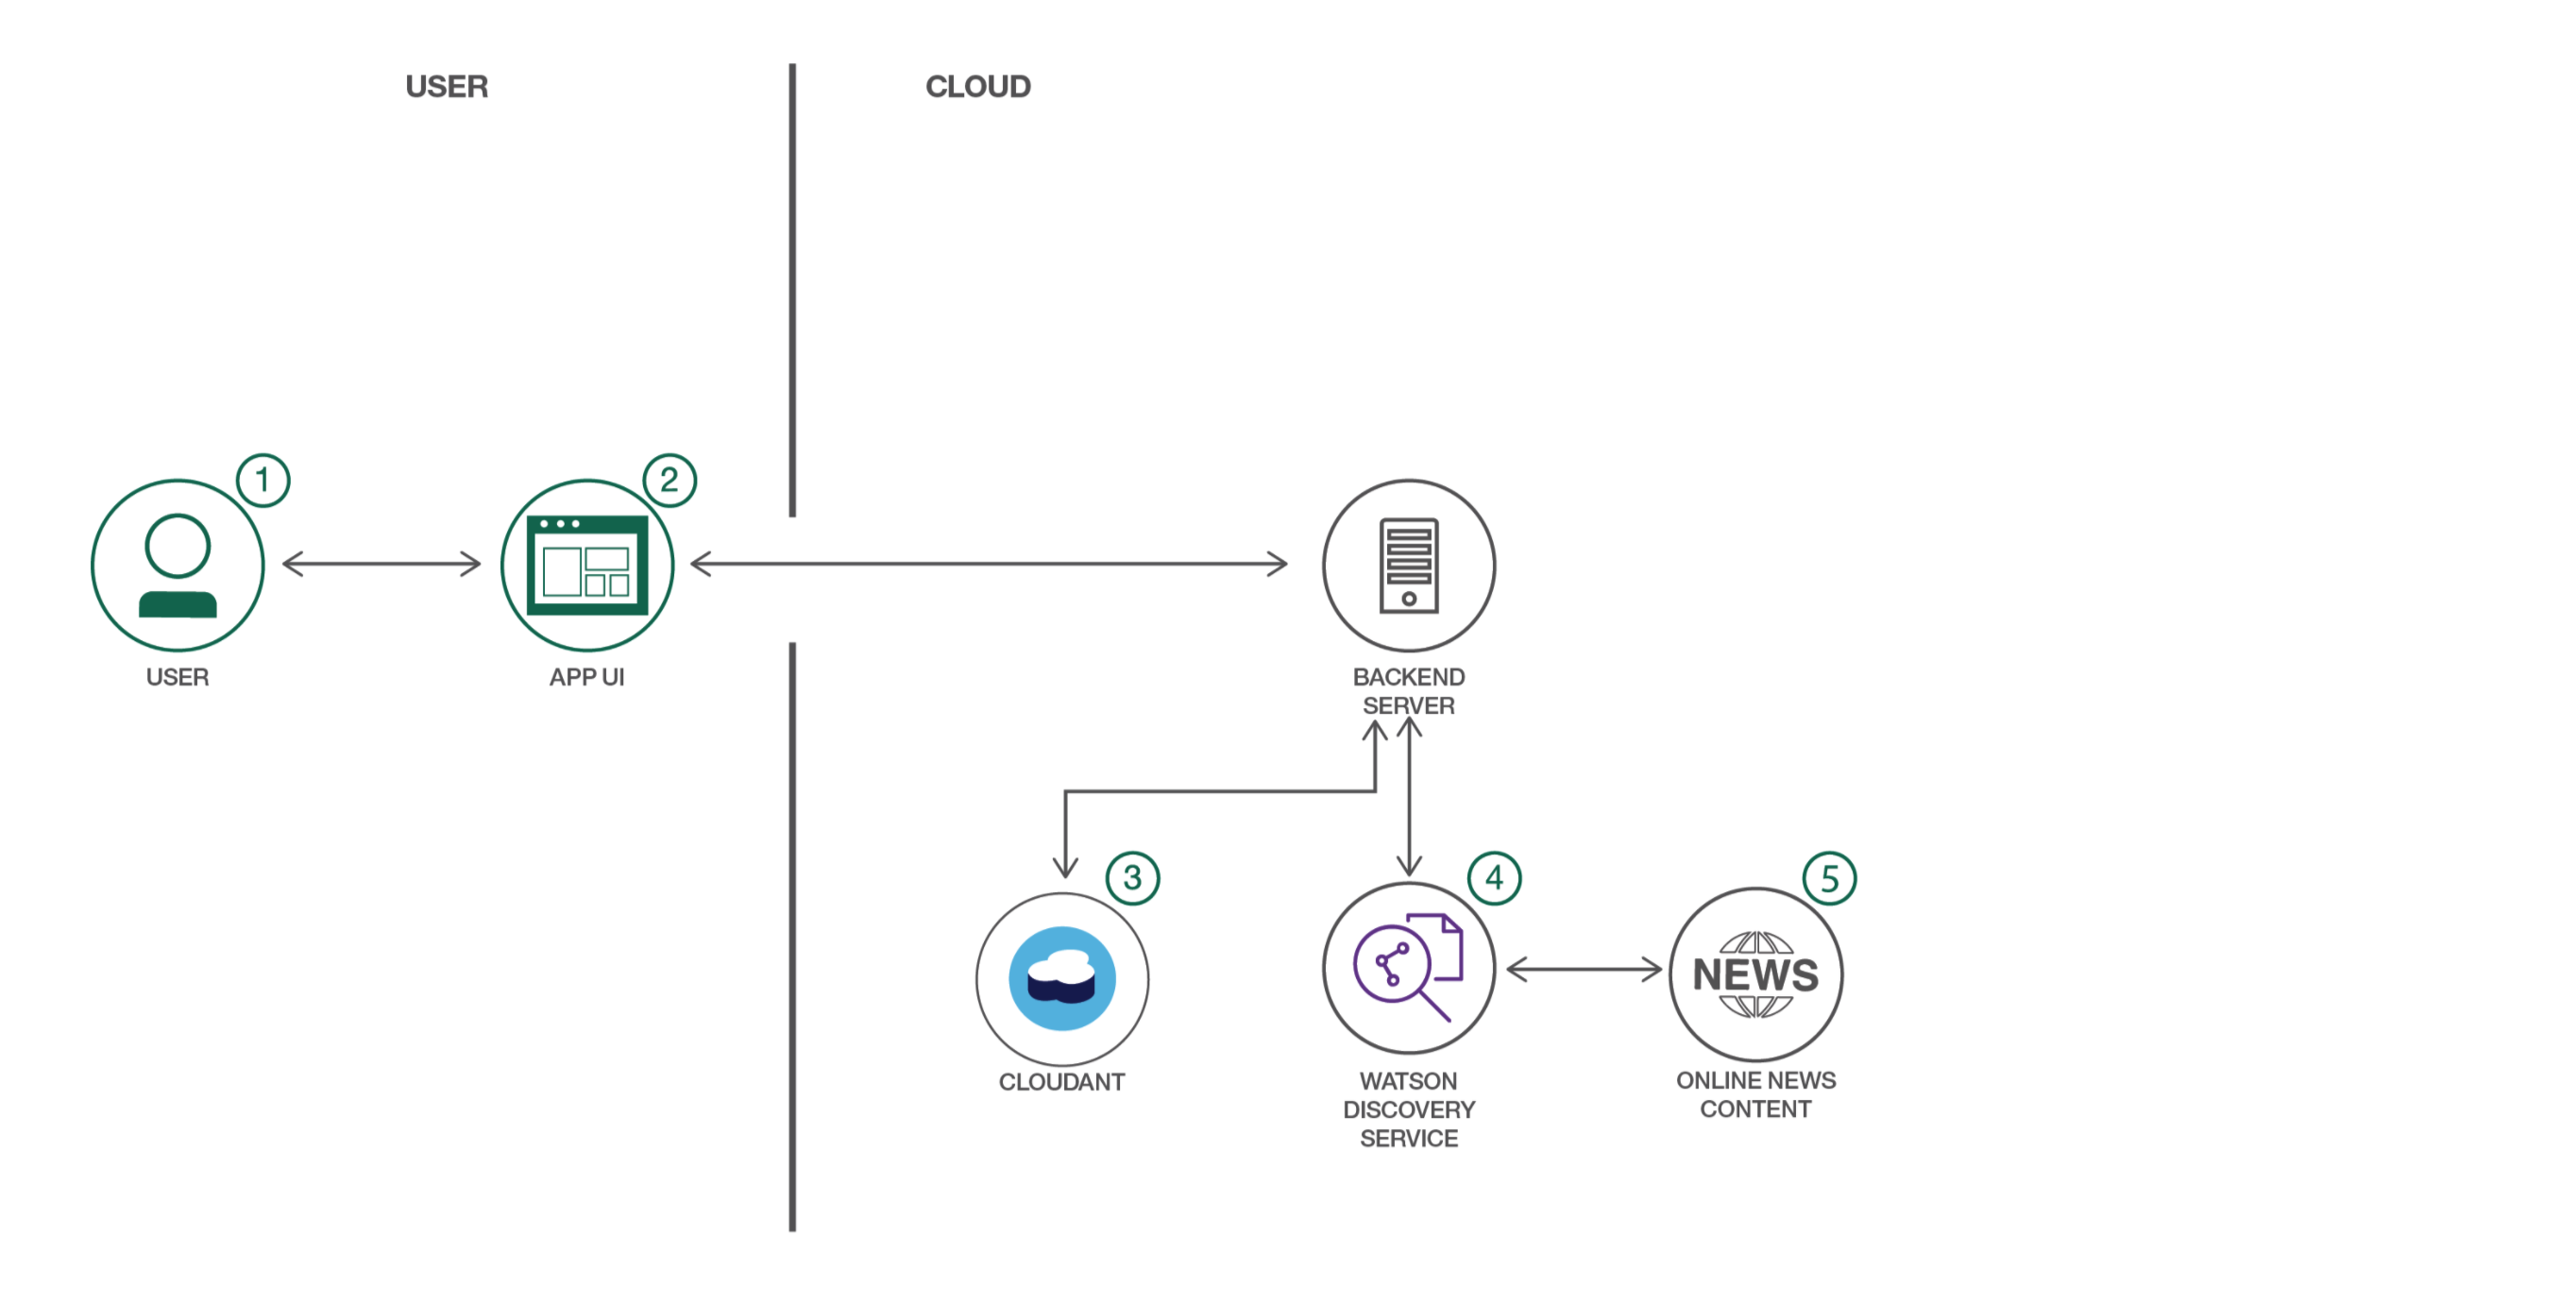 USER
CLOUD
1
2
USER
APP UI
BACKEND
SERVER
3
4
5
NEWS
CLOUDANT
WATSON
DISCOVERY
SERVICE
ONLINE NEWS
CONTENT